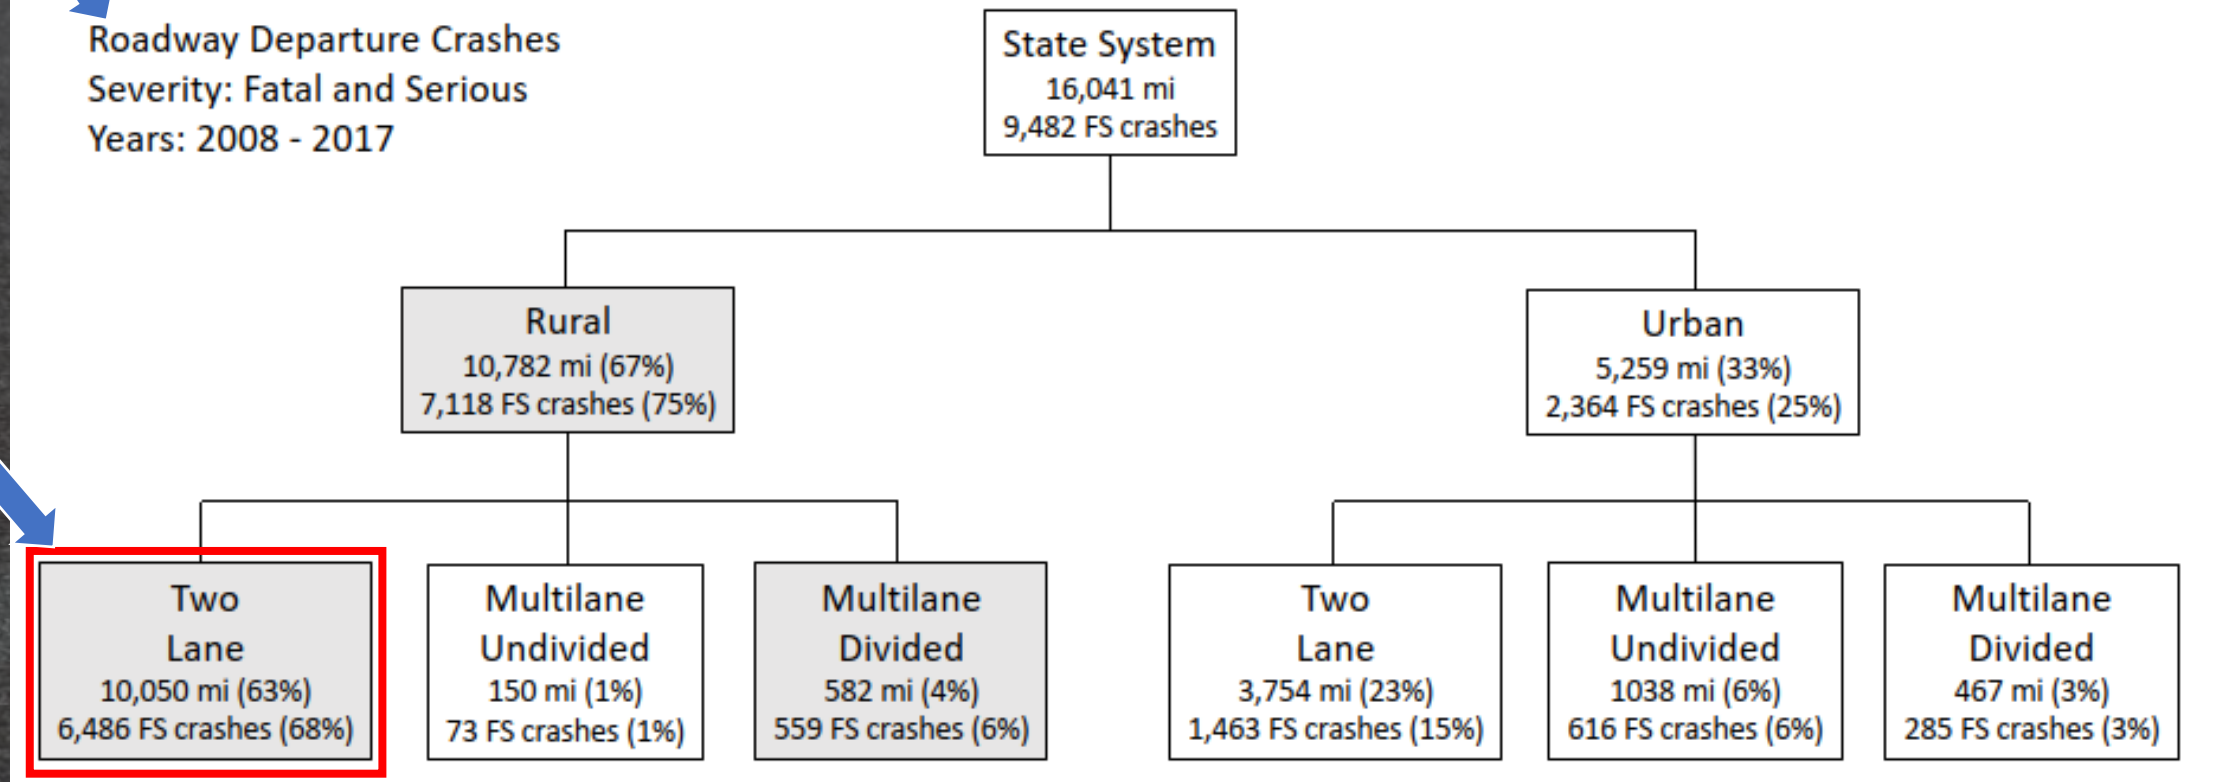 Roadway Departure Crashes
Severity: Fatal and Serious
Years: 2008 - 2017
State System
16,041 mi
9,482 FS crashes
Rural
10,782 mi (67%)
7,118 FS crashes (75%)
Urban
5,259 mi (33%)
2,364 FS crashes (25%)
Two
Lane
10,050 mi (63%)
6,486 FS crashes (68%)
Multilane
Undivided
150 mi (1%)
73 FS crashes (1%)
Multilane
Divided
582 mi (4%)
559 FS crashes (6%)
Two
Lane
3,754 mi (23%)
1,463 FS crashes (15%)
Multilane
Undivided
1038 mi (6%)
616 FS crashes (6%)
Multilane
Divided
467 mi (3%)
285 FS crashes (3%)